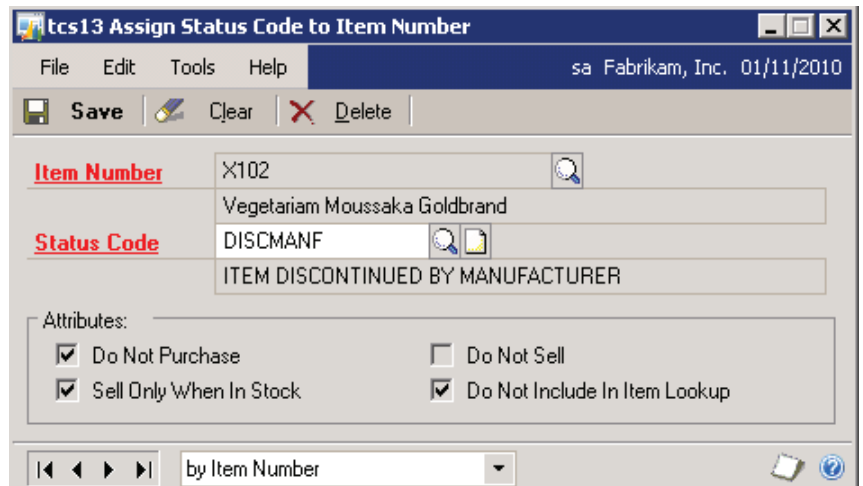 tcs13 Assign Status Code to Item Number
File Edit Tools Help sa Fabrikam, Inc. 01/11/2010
Save Clear Delete
Item Number X102
Vegetariam Moussaka Goldbrand
Status Code DISCMANF
ITEM DISCONTINUED BY MANUFACTURER
Attributes:
Do Not Purchase Do Not Sell
Sell Only When In Stock Do Not Include In Item Lookup
by Item Number